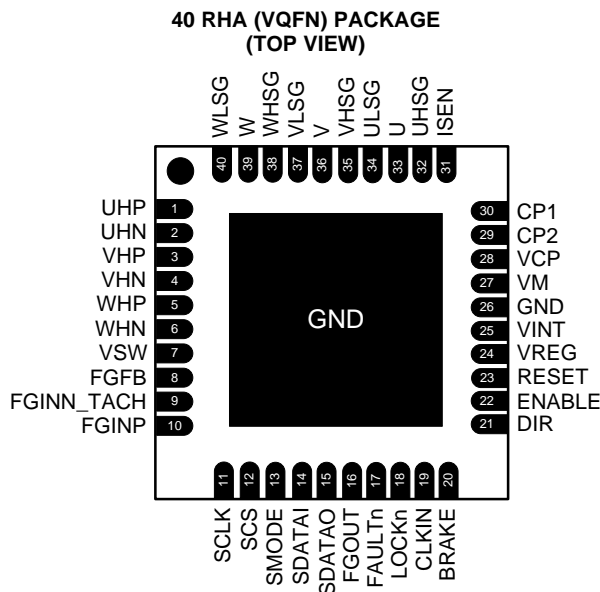 40 RHA (VQFN) PACKAGE
(TOP VIEW)
WLSG
W
WHSG
VLSG
V
VHSG
ULSG
U
UHSG
ISEN
40
39
38
37
36
35
34
33
32
31
UHP 1
UHN 2
VHP 3
VHN 4
WHP 5
WHN 6
VSW 7
FGFB 8
FGINN_TACH 9
FGINP 10
GND
30 CP1
29 CP2
28 VCP
27 VM
26 GND
25 VINT
24 VREG
23 RESET
22 ENABLE
21 DIR
11
12
13
14
15
16
17
18
19
20
SCLK
SCS
SMODE
SDATAI
SDATAO
FGOUT
FAULTn
LOCKn
CLKIN
BRAKE